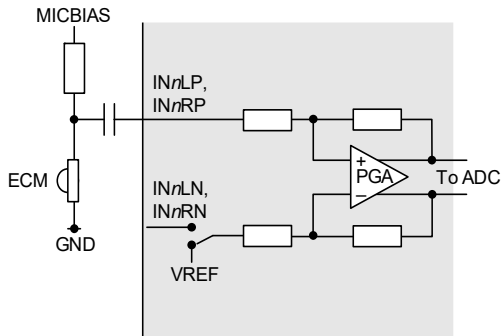 MICBIAS
INnLP,
INnRP
+
PGA
−
To ADC
ECM
INnLN,
INnRN
GND
VREF